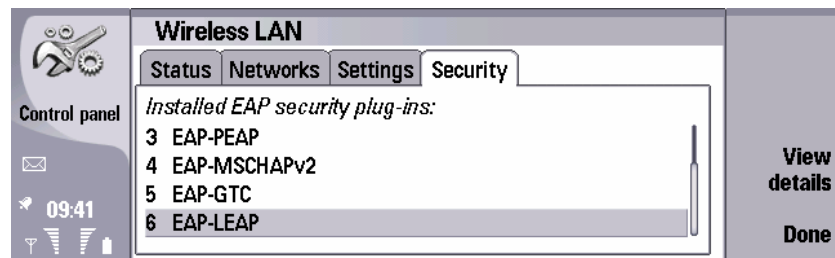 Wireless LAN
Status Networks Settings Security
Control panel
Installed EAP security plug-ins:
3 EAP-PEAP
4 EAP-MSCHAPv2
5 EAP-GTC
6 EAP-LEAP
09:41
View
details
Done